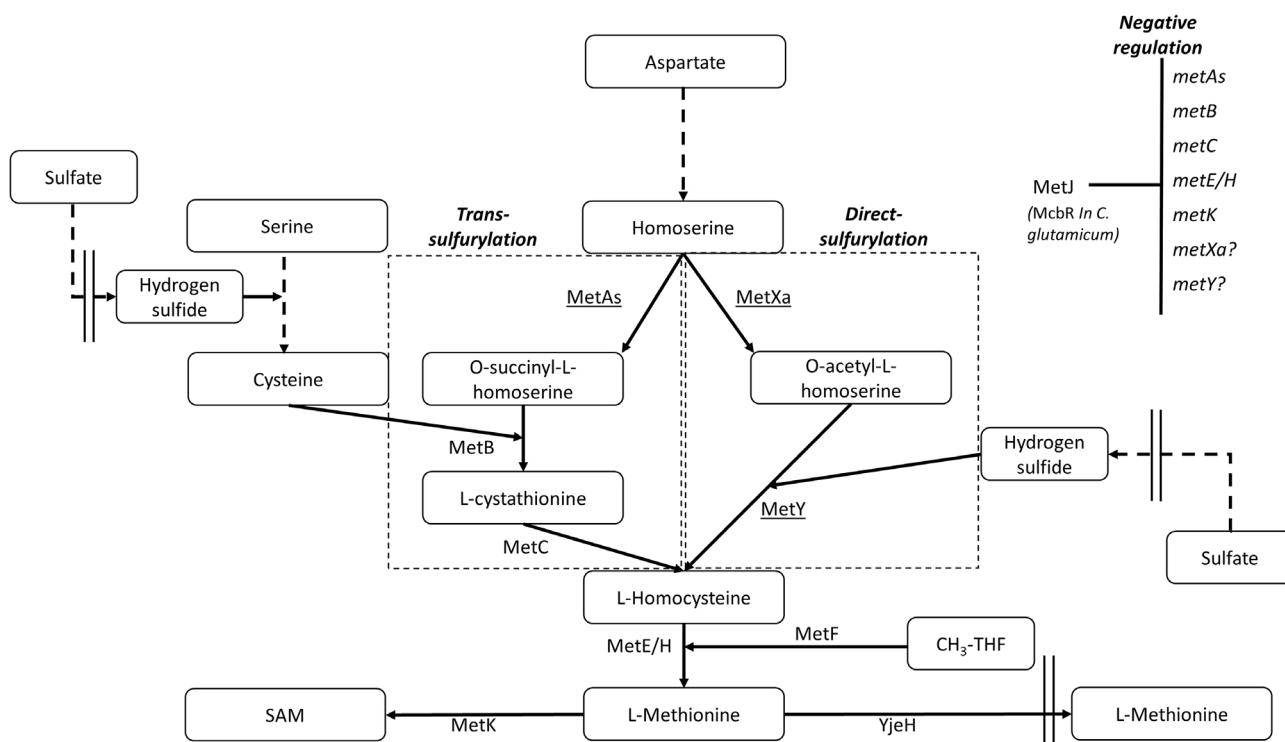 Negative
regulation
Aspartate
metAs
metB
metC
Sulfate
MetJ
metE/H
(McbR In C.
glutamicum)
metK
Serine
Trans-
sulfurylation
Homoserine
Direct-
sulfurylation
metXa?
metY?
Hydrogen
sulfide
MetAs
MetXa
Cysteine
O-succinyl-L-
homoserine
O-acetyl-L-
homoserine
MetB
Hydrogen
sulfide
L-cystathionine
MetY
MetC
Sulfate
L-Homocysteine
MetE/H
MetF
CH₃-THF
SAM
MetK
L-Methionine
YjeH
L-Methionine